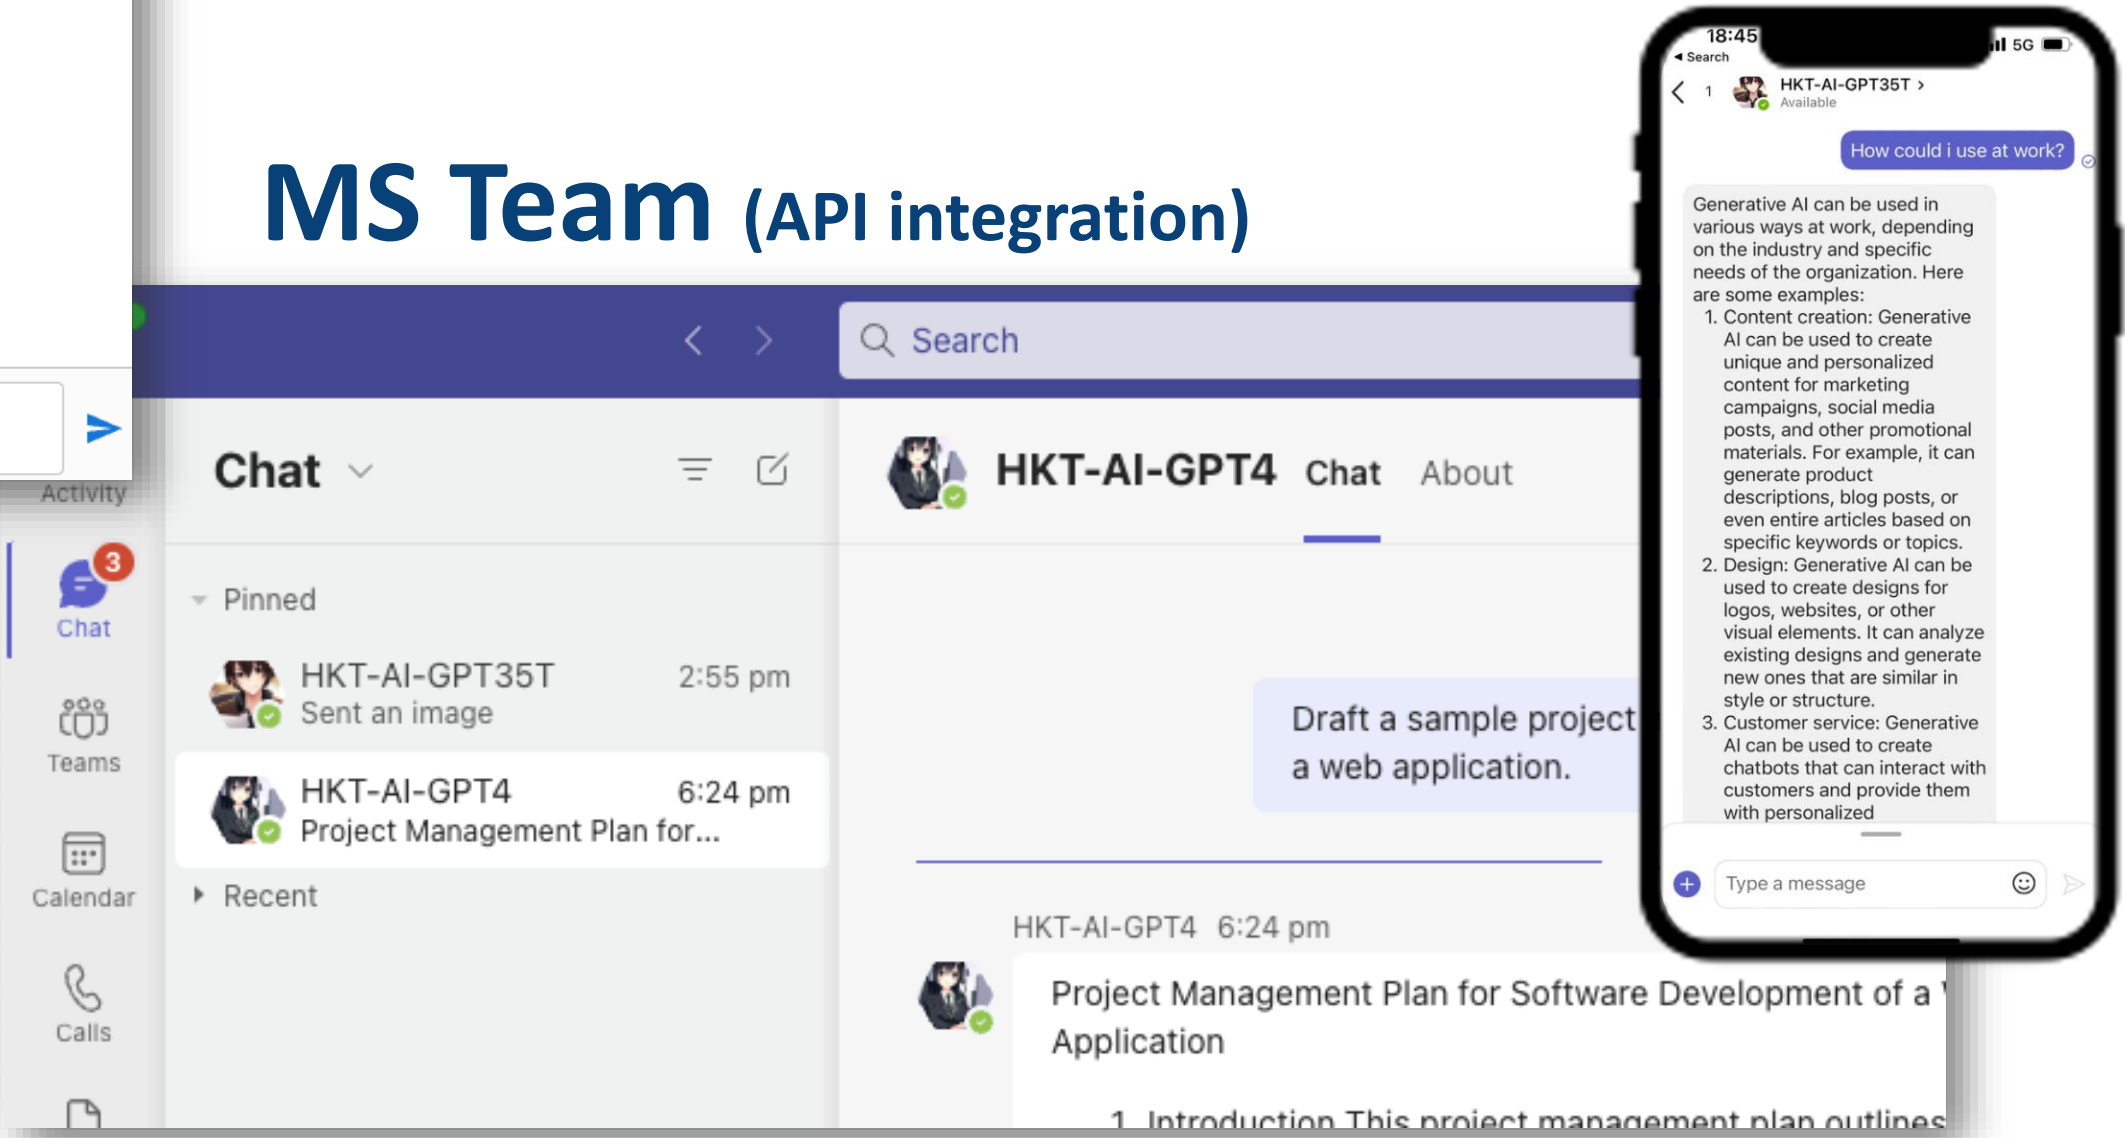 MS Team (API integration)
Search
Activity
Chat
3
Chat
Teams
Calendar
Calls
Pinned
HKT-AI-GPT35T 2:55 pm
Sent an image
HKT-AI-GPT4 6:24 pm
Project Management Plan for...
Recent
HKT-AI-GPT4 Chat About
Draft a sample project
a web application.
HKT-AI-GPT4 6:24 pm
Project Management Plan for Software Development of a
Application
1. Introduction This project management plan outlines
18:45
5G
Search
1
HKT-AI-GPT35T
Available
How could i use at work?
Generative AI can be used in
various ways at work, depending
on the industry and specific
needs of the organization. Here
are some examples:
1. Content creation: Generative
AI can be used to create
unique and personalized
content for marketing
campaigns, social media
posts, and other promotional
materials. For example, it can
generate product
descriptions, blog posts, or
even entire articles based on
specific keywords or topics.
2. Design: Generative AI can be
used to create designs for
logos, websites, or other
visual elements. It can analyze
existing designs and generate
new ones that are similar in
style or structure.
3. Customer service: Generative
AI can be used to create
chatbots that can interact with
customers and provide them
with personalized
Type a message